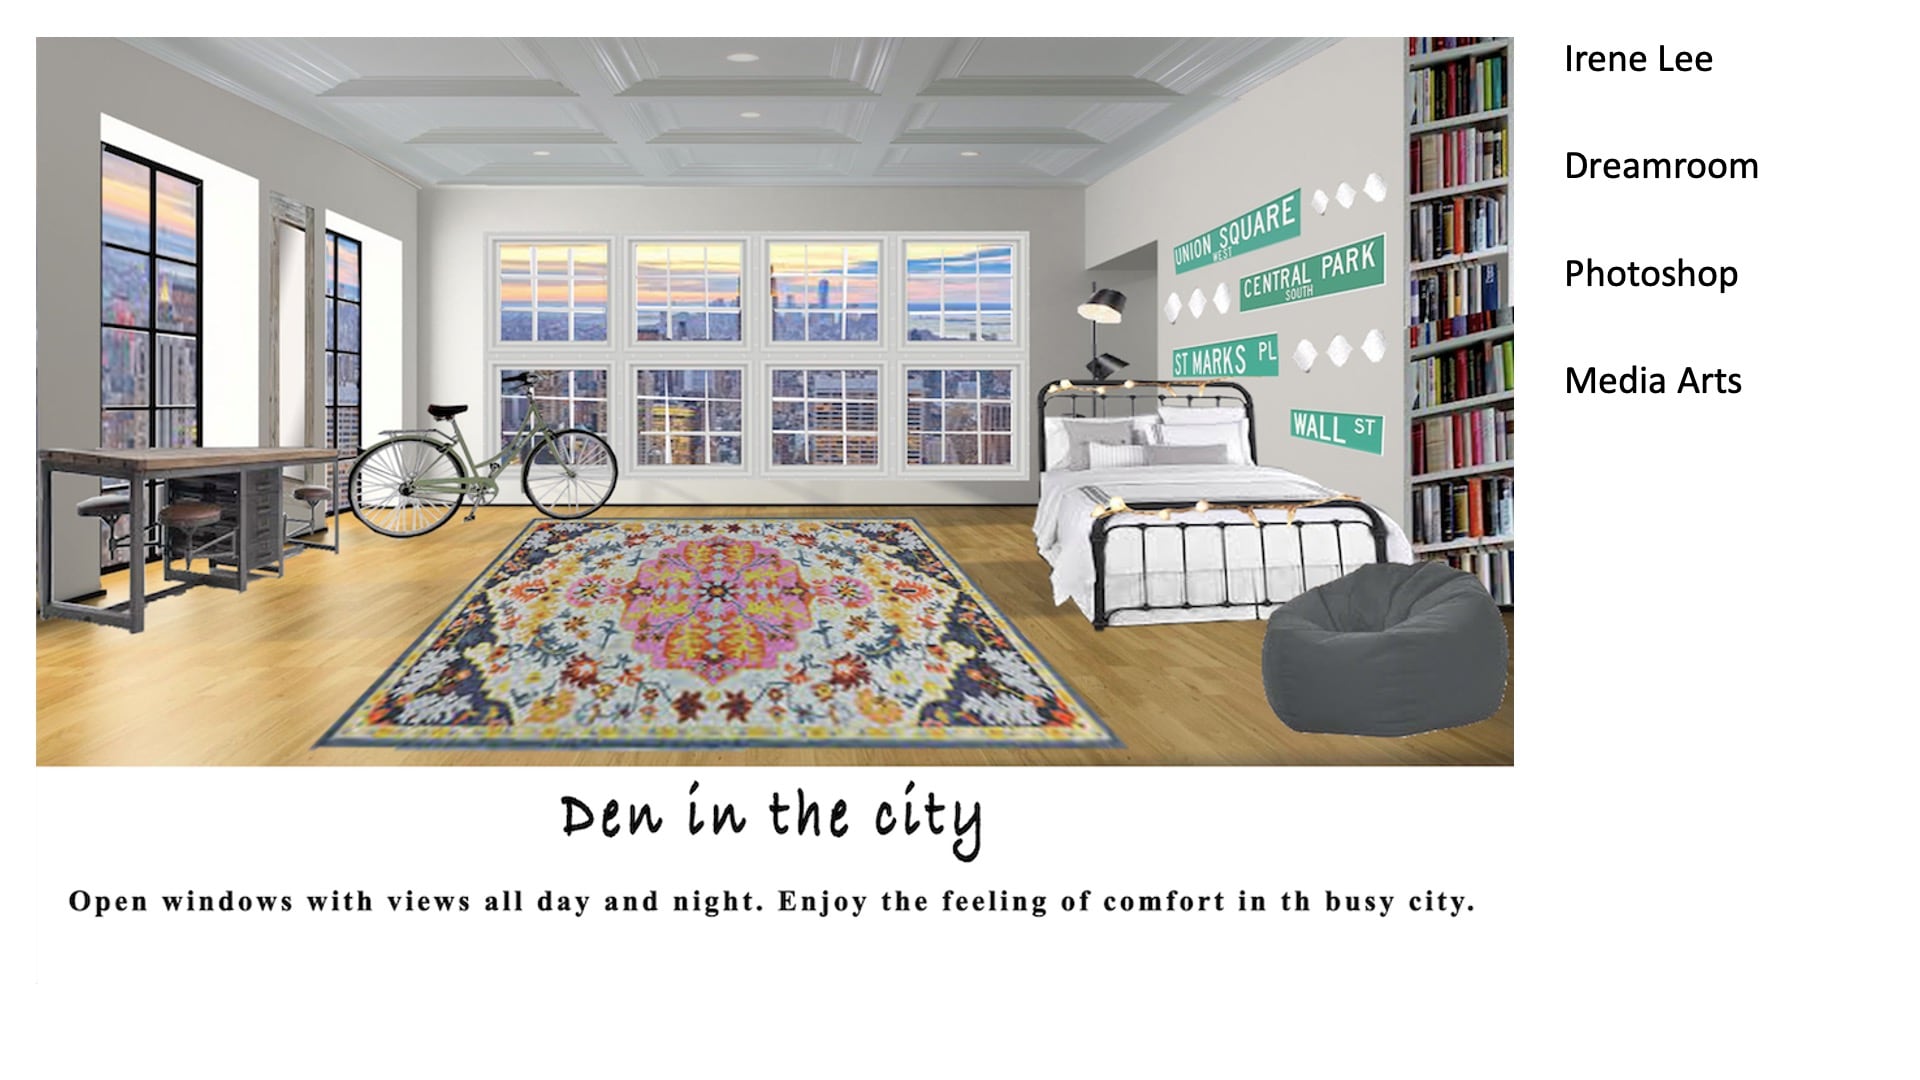 UNION SQUARE
WEST
CENTRAL PARK
SOUTH
ST MARKS PL
WALL ST
Den in the city
Open windows with views all day and night. Enjoy the feeling of comfort in th busy city.
Irene Lee
Dreamroom
Photoshop
Media Arts